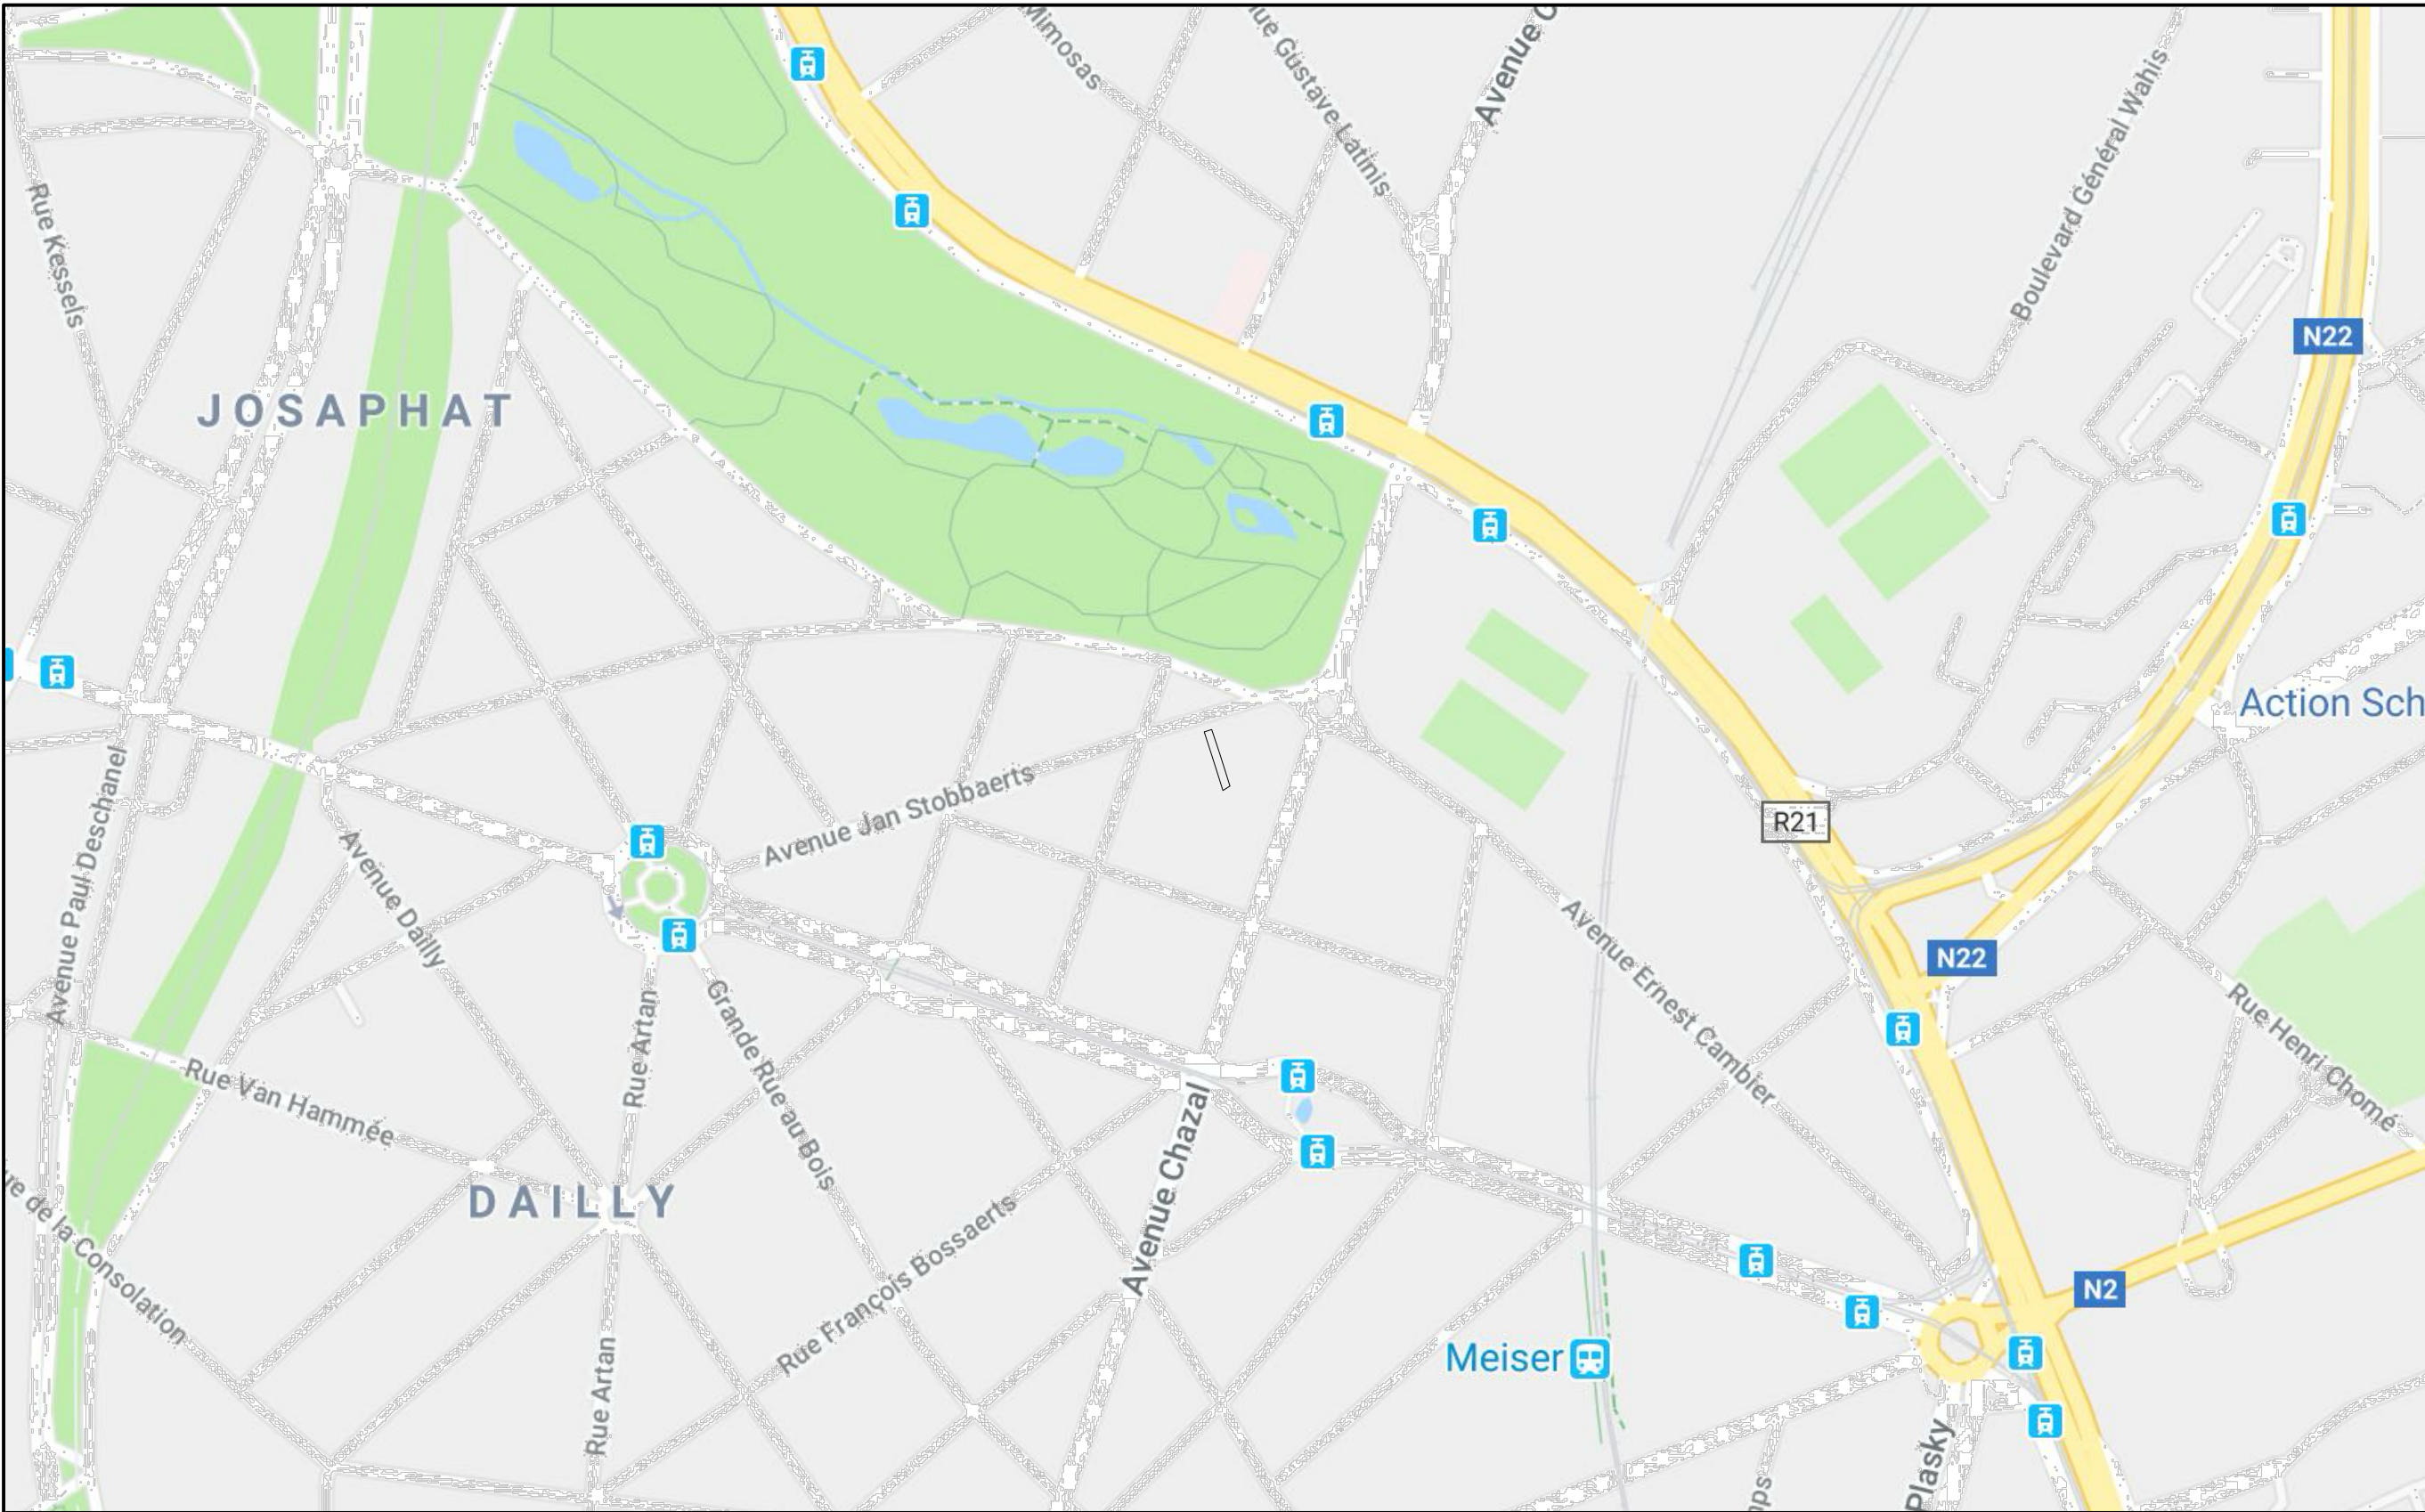 Mimosas
Gustave Latinis
Avenue
Boulevard Général Wahis
Rue Kessels
N22
JOSAPHAT
Action Sch
Avenue Paul Deschanel
Avenue Jan Stobbaerts
R21
Avenue Dailly
N22
Avenue Ernest Cambier
Rue Artan
Grande Rue au Bois
Rue Henri Chomé
Rue Van Hammée
Avenue Chazal
DAILLY
de la Consolation
Rue François Bossaerts
N2
Meiser
Rue Artan
Plasky